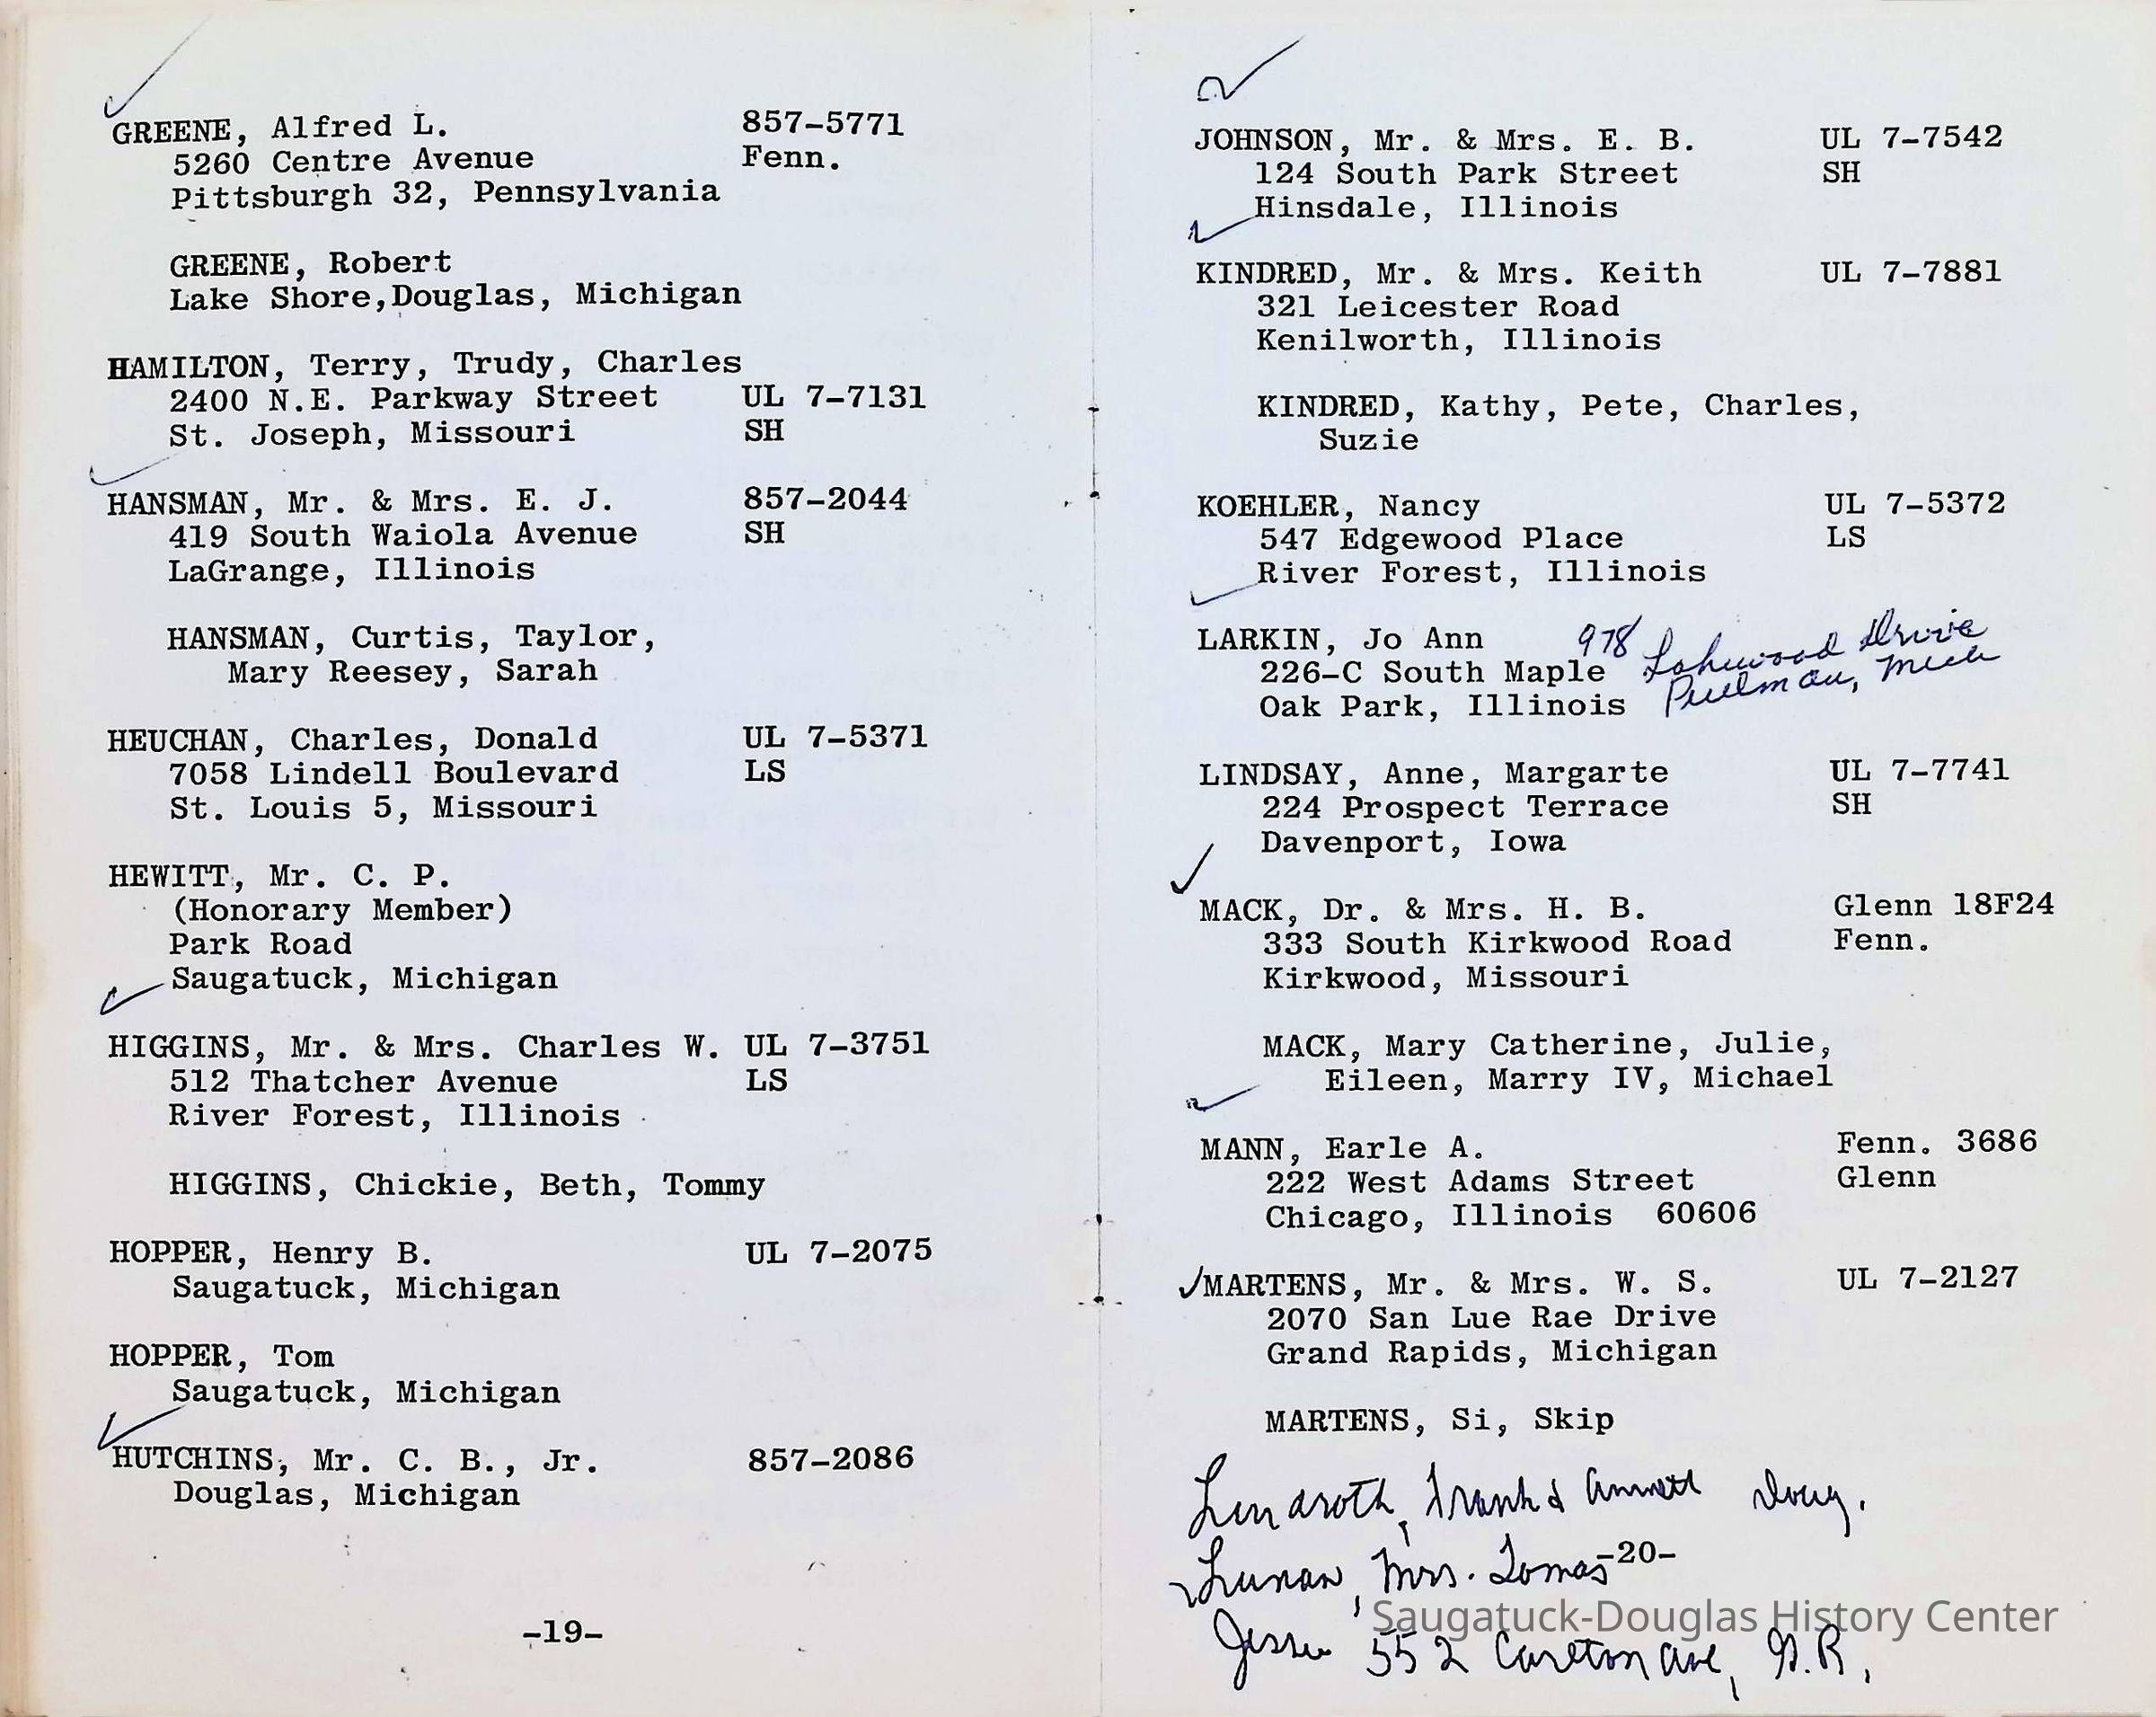 GREENE, Alfred L. 857-5771
5260 Centre Avenue Fenn.
Pittsburgh 32, Pennsylvania
GREENE, Robert
Lake Shore,Douglas, Michigan
HAMILTON, Terry, Trudy, Charles
2400 N.E. Parkway Street UL 7-7131
St. Joseph, Missouri SH
HANSMAN, Mr. & Mrs. E. J. 857-2044
419 South Waiola Avenue SH
LaGrange, Illinois
HANSMAN, Curtis, Taylor,
Mary Reesey, Sarah
HEUCHAN, Charles, Donald UL 7-5371
7058 Lindell Boulevard LS
St. Louis 5, Missouri
HEWITT, Mr. C. P.
(Honorary Member)
Park Road
Saugatuck, Michigan
HIGGINS, Mr. & Mrs. Charles W. UL 7-3751
512 Thatcher Avenue LS
River Forest, Illinois
HIGGINS, Chickie, Beth, Tommy
HOPPER, Henry B. UL 7-2075
Saugatuck, Michigan
HOPPER, Tom
Saugatuck, Michigan
HUTCHINS, Mr. C. B., Jr. 857-2086
Douglas, Michigan
-19-
JOHNSON, Mr. & Mrs. E. B. UL 7-7542
124 South Park Street SH
Hinsdale, Illinois
KINDRED, Mr. & Mrs. Keith UL 7-7881
321 Leicester Road
Kenilworth, Illinois
KINDRED, Kathy, Pete, Charles,
Suzie
KOEHLER, Nancy UL 7-5372
547 Edgewood Place LS
River Forest, Illinois
LARKIN, Jo Ann 978 Lakewood Drive
226-C South Maple Pullman, Mich
Oak Park, Illinois
LINDSAY, Anne, Margarte UL 7-7741
224 Prospect Terrace SH
Davenport, Iowa
MACK, Dr. & Mrs. H. B. Glenn 18F24
333 South Kirkwood Road Fenn.
Kirkwood, Missouri
MACK, Mary Catherine, Julie,
Eileen, Marry IV, Michael
MANN, Earle A. Fenn. 3686
222 West Adams Street Glenn
Chicago, Illinois 60606
MARTENS, Mr. & Mrs. W. S. UL 7-2127
2070 San Lue Rae Drive
Grand Rapids, Michigan
MARTENS, Si, Skip
Lindroth, Frank & Doug.
Lunan, Mrs. Tomas
-20-
Saugatuck-Douglas History Center
Jesse 552 Carlton Ave, G.R.